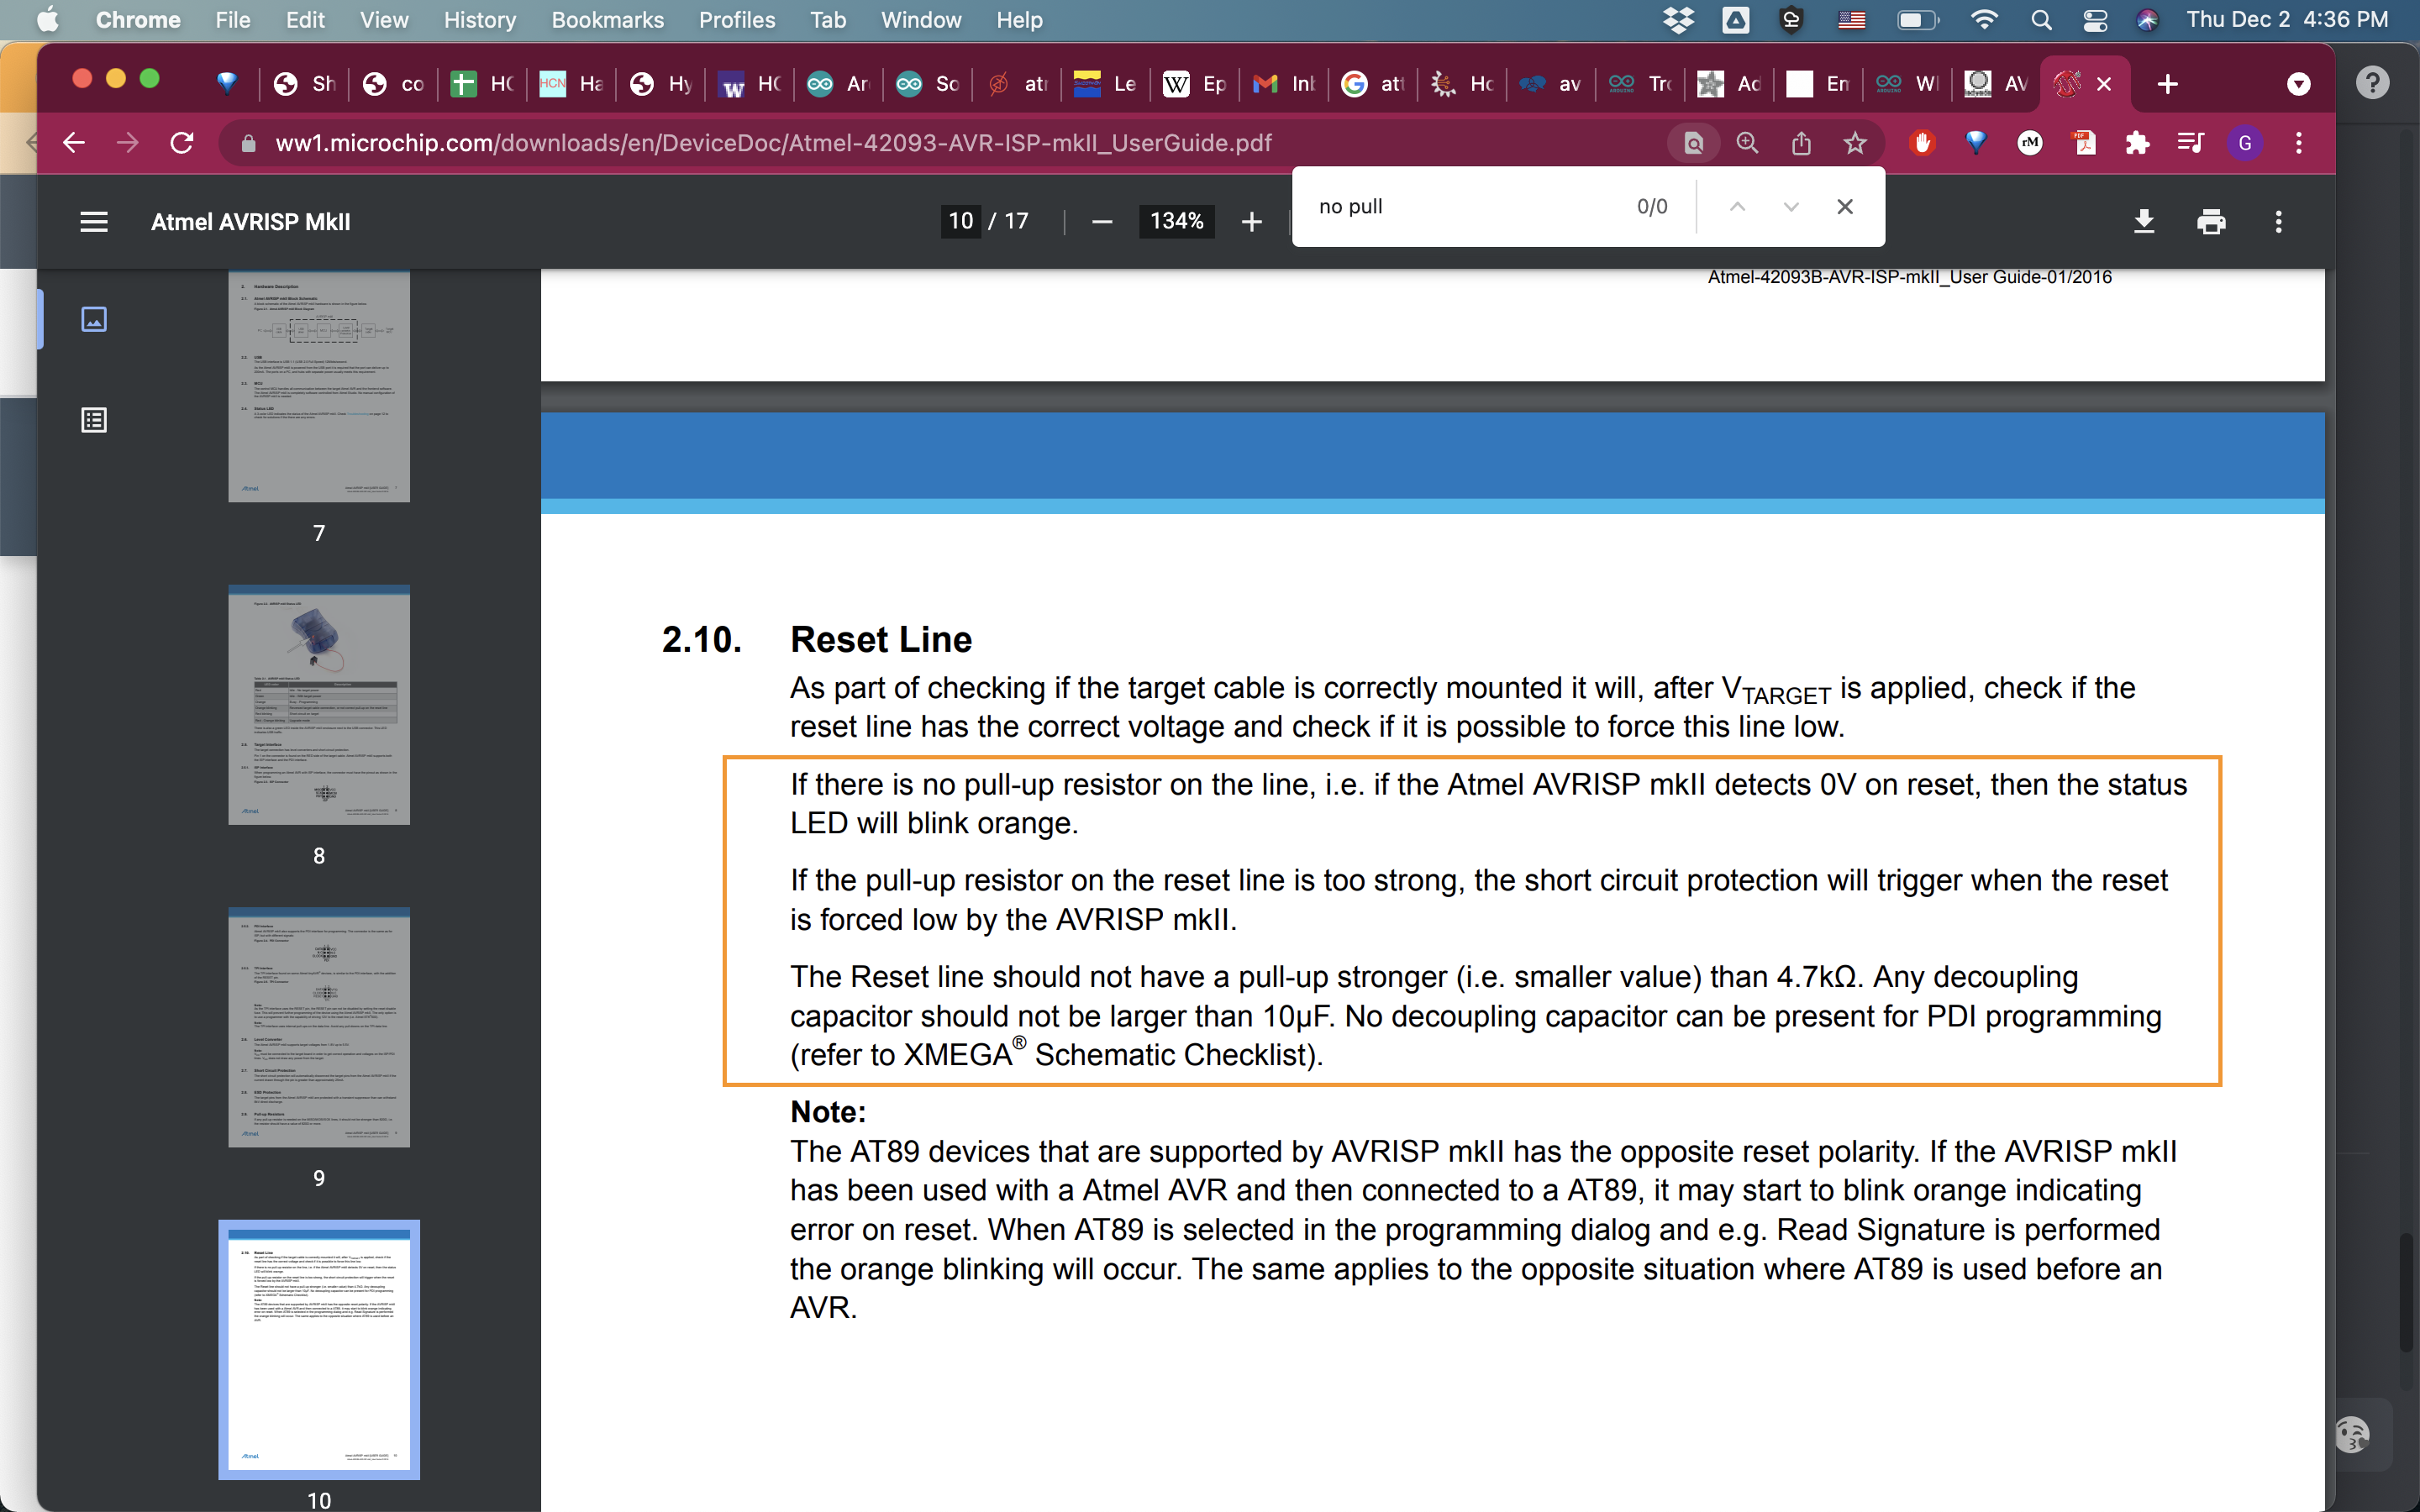 Chrome File Edit View History Bookmarks Profiles Tab Window Help Thu Dec 2 4:36 PM
Sh co HC HCN Ha Hy W HC Ar So atı Le W Ep Inl att Hc av Trc Ac En Wl AV
ww1.microchip.com/downloads/en/DeviceDoc/Atmel-42093-AVR-ISP-mkII_UserGuide.pdf rM PDF G
Atmel AVRISP MkII 10 / 17 134% no pull 0/0
Atmel-42093B-AVR-ISP-mkII_User Guide-01/2016
7
8
9
10
2.10. Reset Line
As part of checking if the target cable is correctly mounted it will, after VTARGET is applied, check if the
reset line has the correct voltage and check if it is possible to force this line low.
If there is no pull-up resistor on the line, i.e. if the Atmel AVRISP mkII detects 0V on reset, then the status
LED will blink orange.
If the pull-up resistor on the reset line is too strong, the short circuit protection will trigger when the reset
is forced low by the AVRISP mkII.
The Reset line should not have a pull-up stronger (i.e. smaller value) than 4.7kΩ. Any decoupling
capacitor should not be larger than 10µF. No decoupling capacitor can be present for PDI programming
(refer to XMEGA® Schematic Checklist).
Note:
The AT89 devices that are supported by AVRISP mkII has the opposite reset polarity. If the AVRISP mkII
has been used with a Atmel AVR and then connected to a AT89, it may start to blink orange indicating
error on reset. When AT89 is selected in the programming dialog and e.g. Read Signature is performed
the orange blinking will occur. The same applies to the opposite situation where AT89 is used before an
AVR.